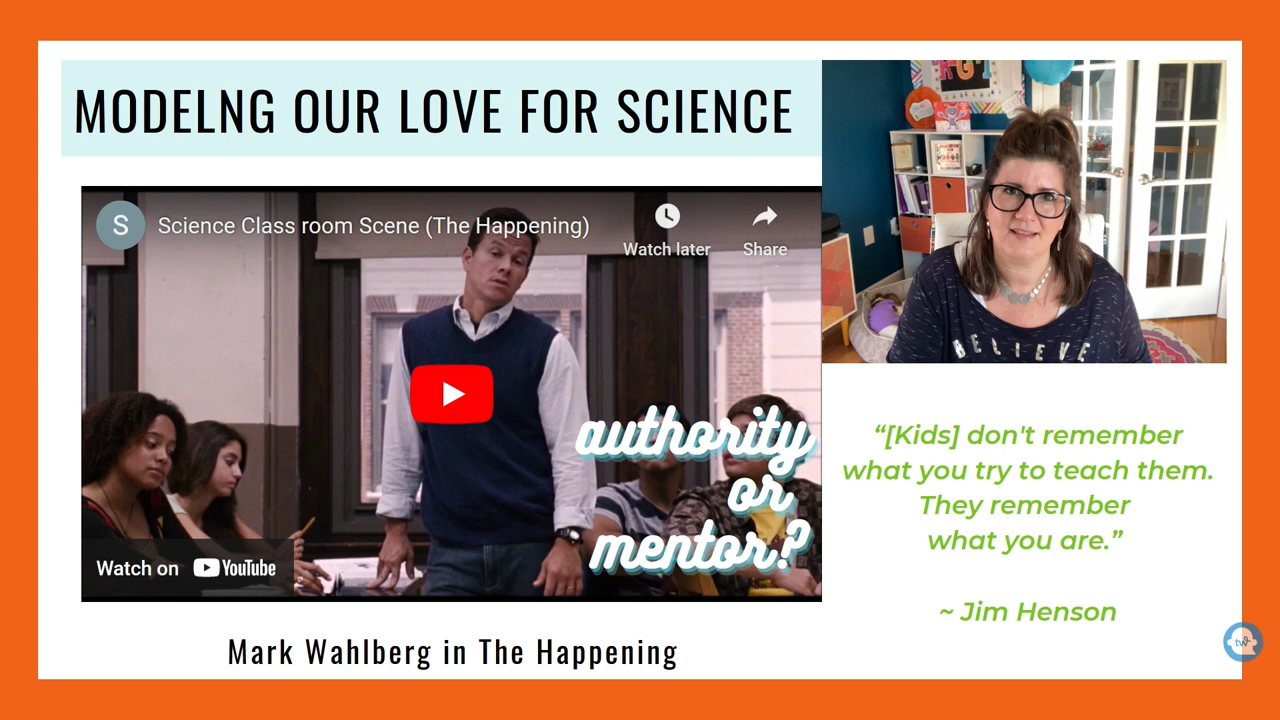 MODELNG OUR LOVE FOR SCIENCE
S
Science Class room Scene (The Happening)
Watch later
Share
authority
or
mentor?
Watch on YouTube
Mark Wahlberg in The Happening
BELIEVE
“[Kids] don't remember
what you try to teach them.
They remember
what you are.”
~ Jim Henson
tw